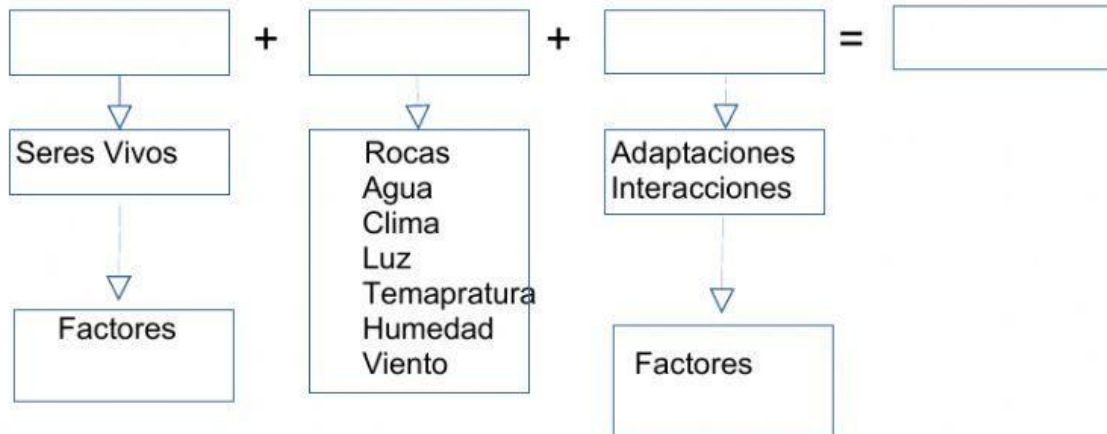 + + =
Seres Vivos
Factores
Rocas
Agua
Clima
Luz
Temapratura
Humedad
Viento
Adaptaciones
Interacciones
Factores